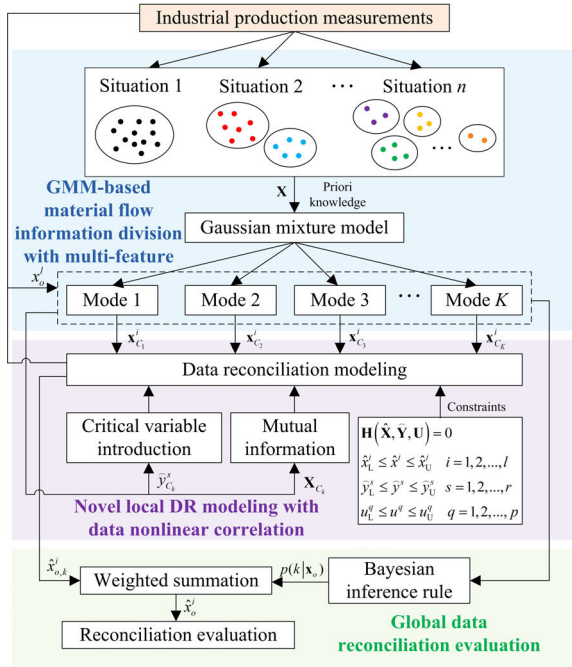 Industrial production measurements
Situation 1 Situation 2 ··· Situation n
···
GMM-based
material flow
information division
with multi-feature
X Priori
knowledge
Gaussian mixture model
x_o^l
Mode 1 Mode 2 Mode 3 ··· Mode K
x_{C_1}^i x_{C_2}^i x_{C_3}^i x_{C_K}^i
Data reconciliation modeling
Critical variable
introduction
Mutual
information
Constraints
H(X̂, Ŷ, U) = 0
x̂_L^i ≤ x̂^i ≤ x̂_U^i i = 1, 2, ..., l
ŷ_L^s ≤ ŷ^s ≤ ŷ_U^s s = 1, 2, ..., r
u_L^q ≤ u^q ≤ u_U^q q = 1, 2, ..., p
ŷ_{C_k}^s X_{C_k}
Novel local DR modeling with
data nonlinear correlation
x̂_{o,k}^i
Weighted summation
p(k|x_o)
Bayesian
inference rule
x̂_o^i
Reconciliation evaluation
Global data
reconciliation evaluation